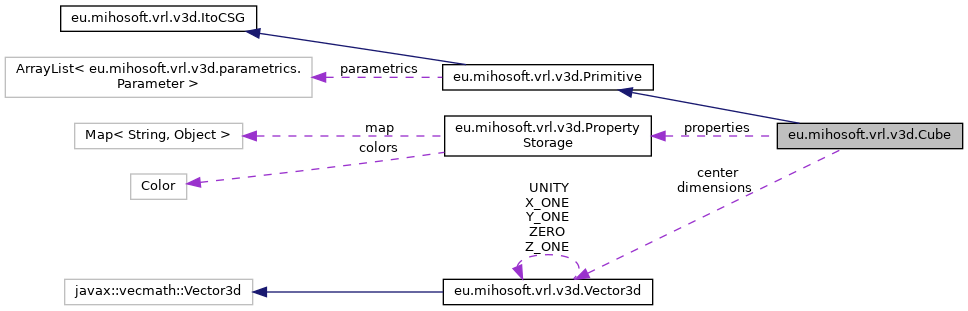 eu.mihosoft.vrl.v3d.ItoCSG
ArrayList< eu.mihosoft.vrl.v3d.parametrics.
Parameter >
parametrics
eu.mihosoft.vrl.v3d.Primitive
Map< String, Object >
map
colors
eu.mihosoft.vrl.v3d.Property
Storage
properties
eu.mihosoft.vrl.v3d.Cube
Color
center
dimensions
UNITY
X_ONE
Y_ONE
ZERO
Z_ONE
javax::vecmath::Vector3d
eu.mihosoft.vrl.v3d.Vector3d